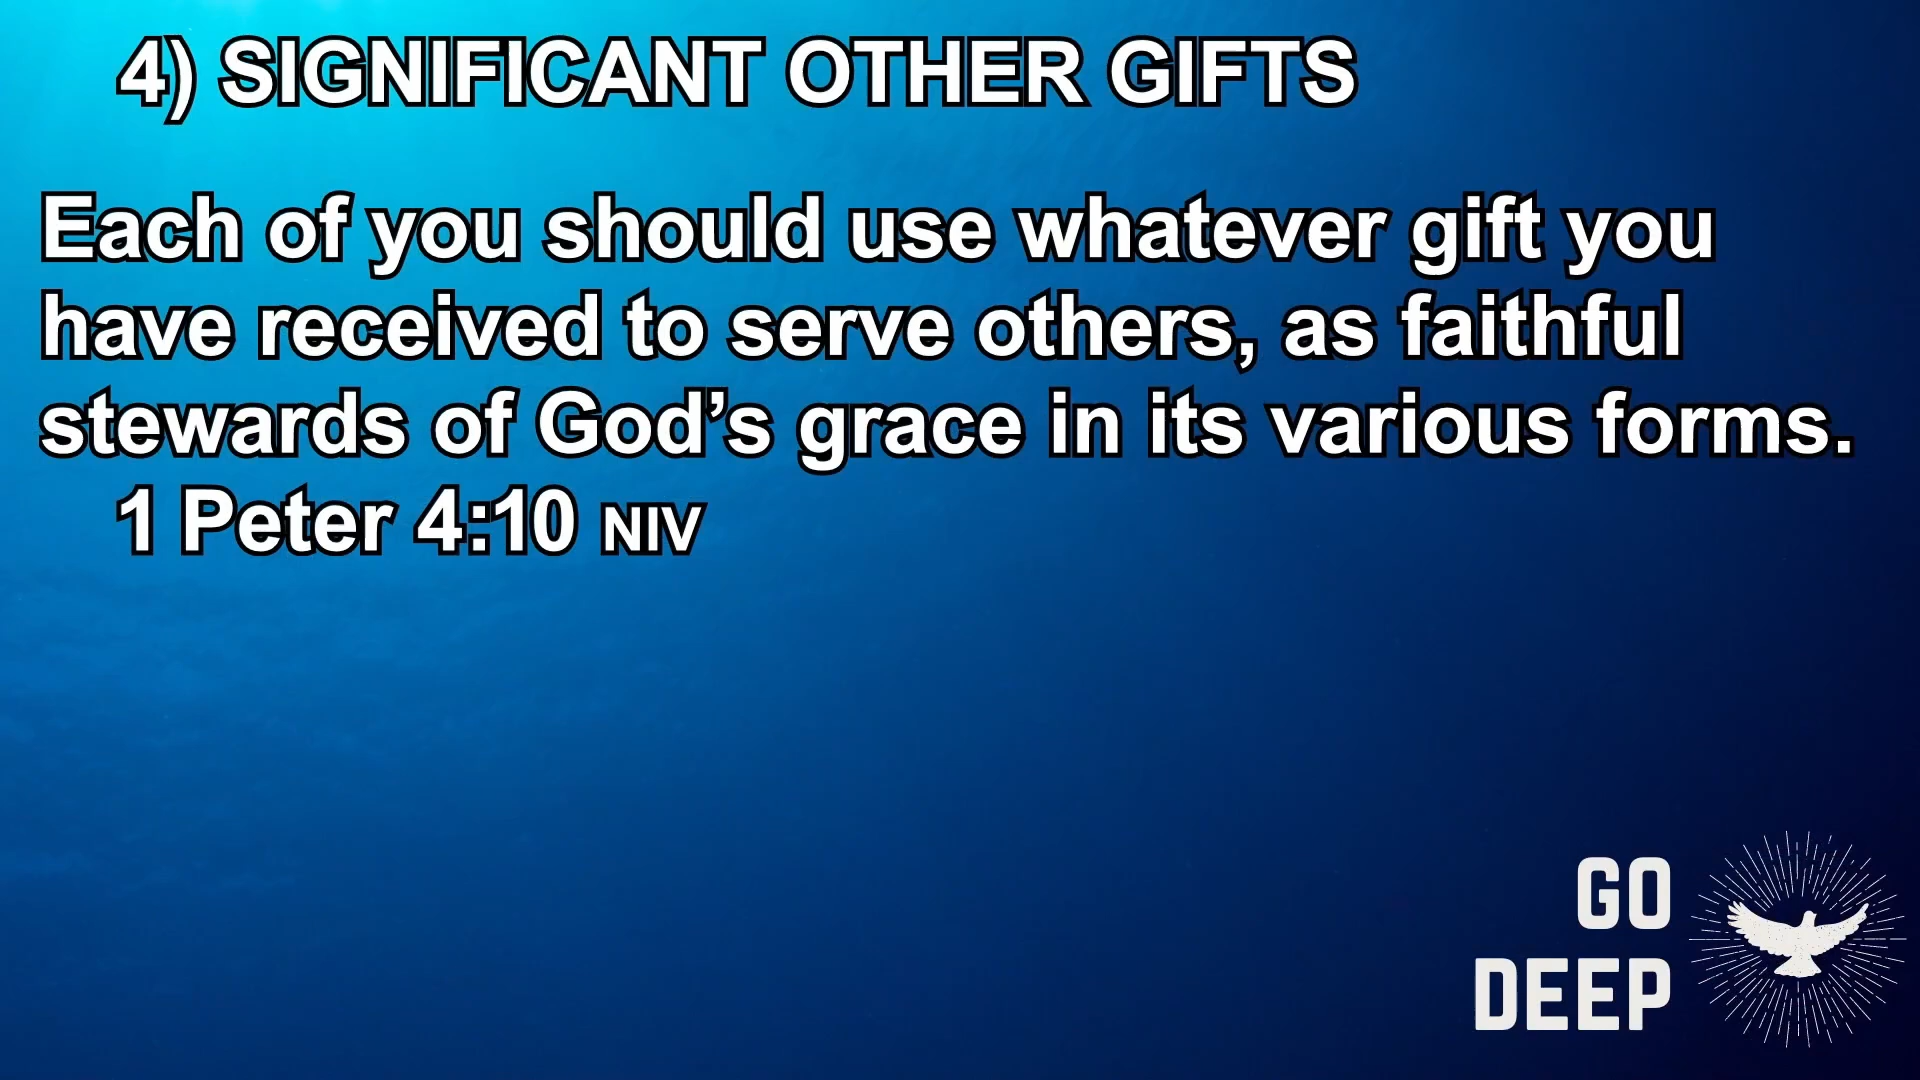 4) SIGNIFICANT OTHER GIFTS
Each of you should use whatever gift you
have received to serve others, as faithful
stewards of God’s grace in its various forms.
1 Peter 4:10 NIV
GO
DEEP